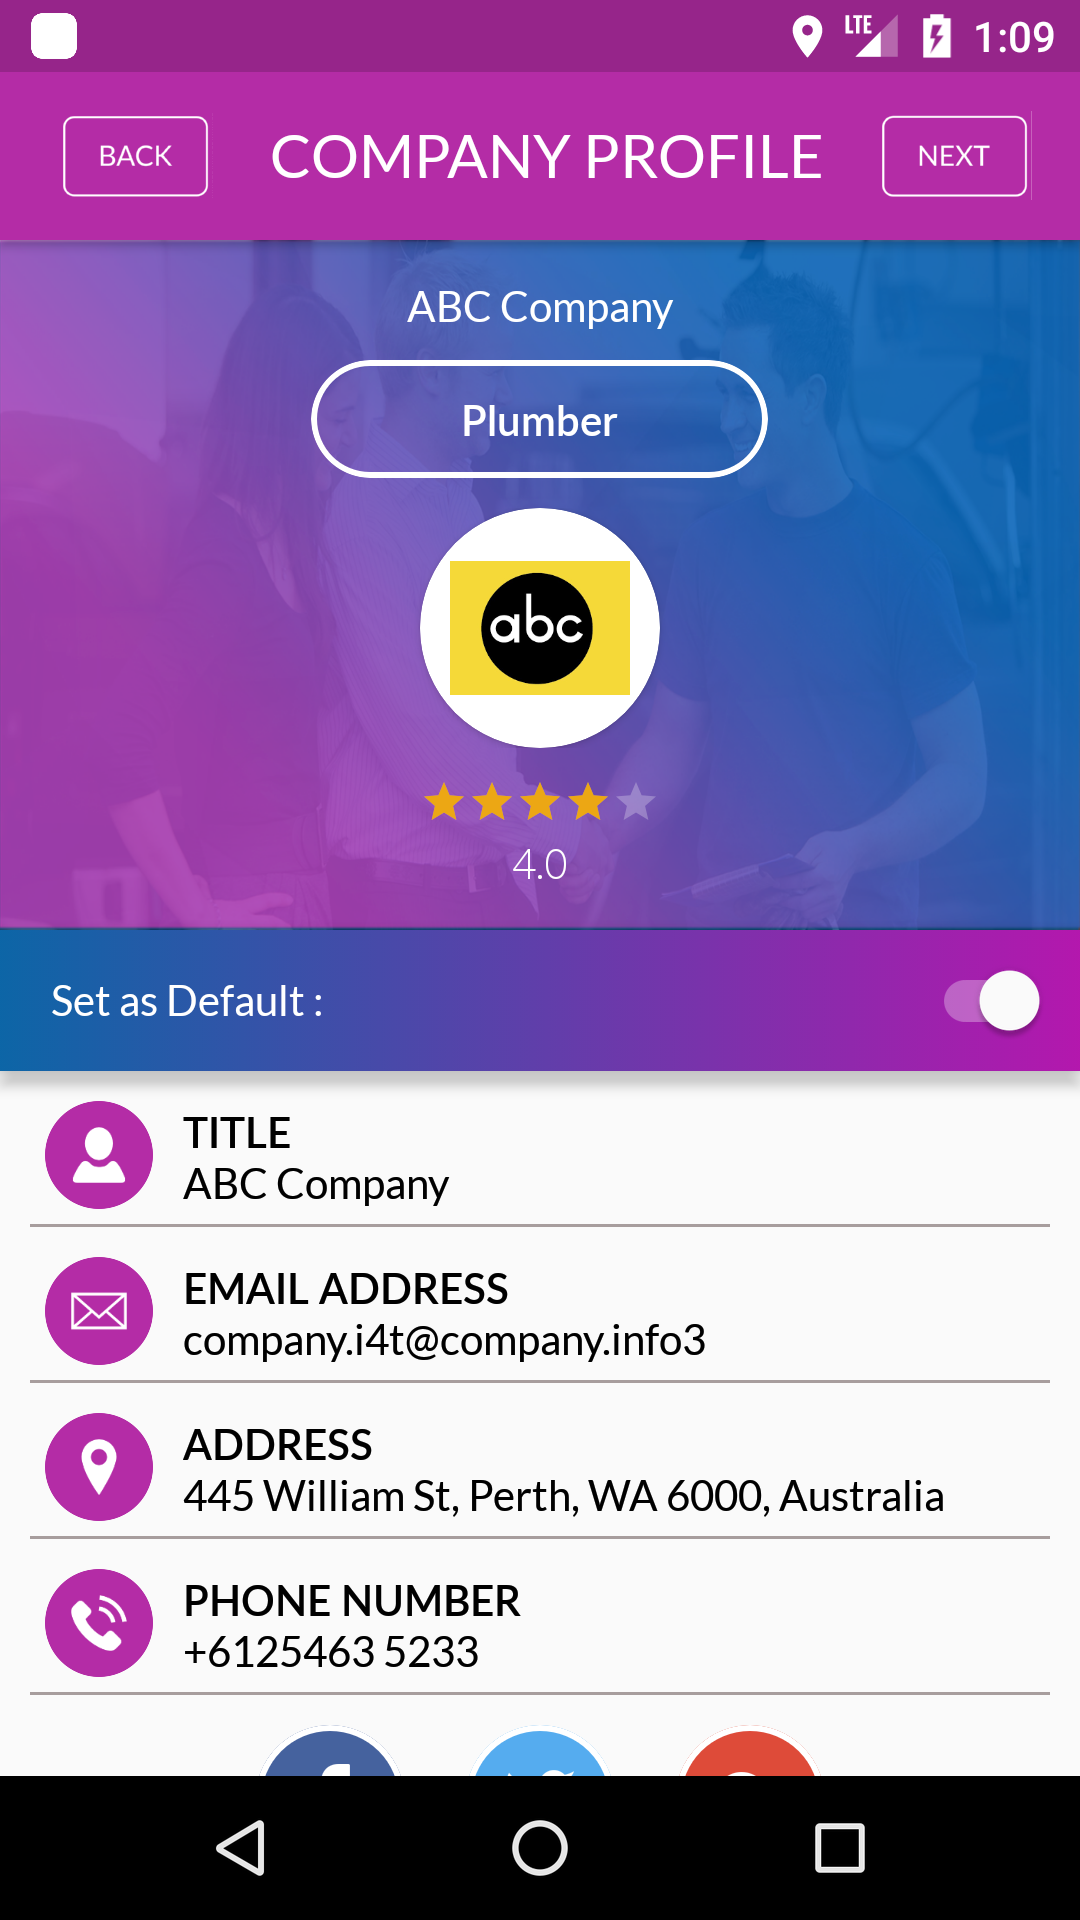 LTE 1:09
BACK COMPANY PROFILE NEXT
ABC Company
Plumber
abc
4.0
Set as Default :
TITLE
ABC Company
EMAIL ADDRESS
company.i4t@company.info3
ADDRESS
445 William St, Perth, WA 6000, Australia
PHONE NUMBER
+6125463 5233